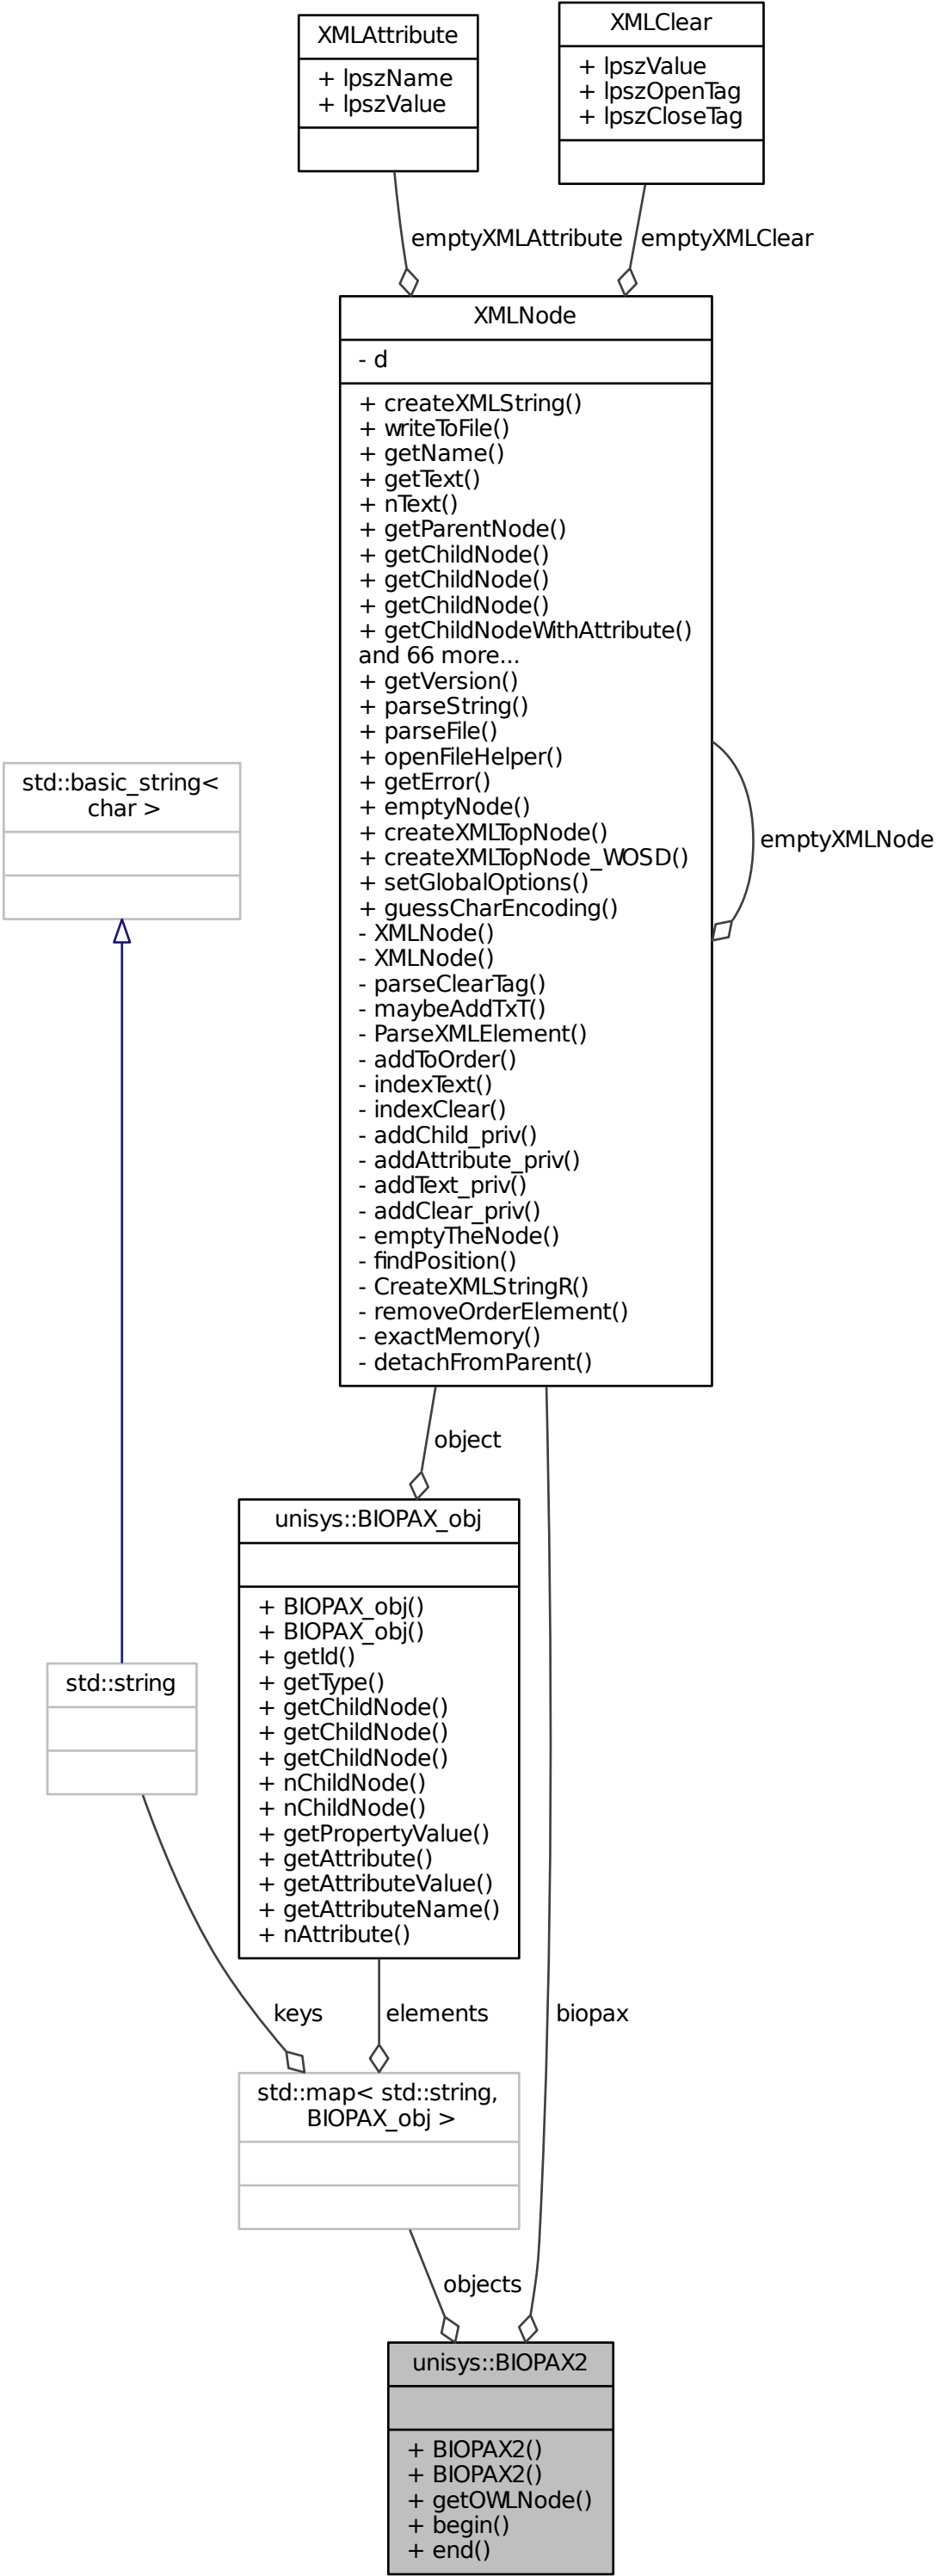 XMLAttribute
+ lpszName
+ lpszValue
XMLClear
+ lpszValue
+ lpszOpenTag
+ lpszCloseTag
emptyXMLAttribute
emptyXMLClear
XMLNode
- d
+ createXMLString()
+ writeToFile()
+ getName()
+ getText()
+ nText()
+ getParentNode()
+ getChildNode()
+ getChildNode()
+ getChildNode()
+ getChildNodeWithAttribute()
and 66 more...
+ getVersion()
+ parseString()
+ parseFile()
+ openFileHelper()
+ getError()
+ emptyNode()
+ createXMLTopNode()
+ createXMLTopNode_WOSD()
+ setGlobalOptions()
+ guessCharEncoding()
- XMLNode()
- XMLNode()
- parseClearTag()
- maybeAddTxT()
- ParseXMLElement()
- addToOrder()
- indexText()
- indexClear()
- addChild_priv()
- addAttribute_priv()
- addText_priv()
- addClear_priv()
- emptyTheNode()
- findPosition()
- CreateXMLStringR()
- removeOrderElement()
- exactMemory()
- detachFromParent()
emptyXMLNode
std::basic_string<
char >
object
unisys::BIOPAX_obj
+ BIOPAX_obj()
+ BIOPAX_obj()
+ getId()
+ getType()
+ getChildNode()
+ getChildNode()
+ getChildNode()
+ nChildNode()
+ nChildNode()
+ getPropertyValue()
+ getAttribute()
+ getAttributeValue()
+ getAttributeName()
+ nAttribute()
std::string
keys
elements
biopax
std::map< std::string,
BIOPAX_obj >
objects
unisys::BIOPAX2
+ BIOPAX2()
+ BIOPAX2()
+ getOWLNode()
+ begin()
+ end()